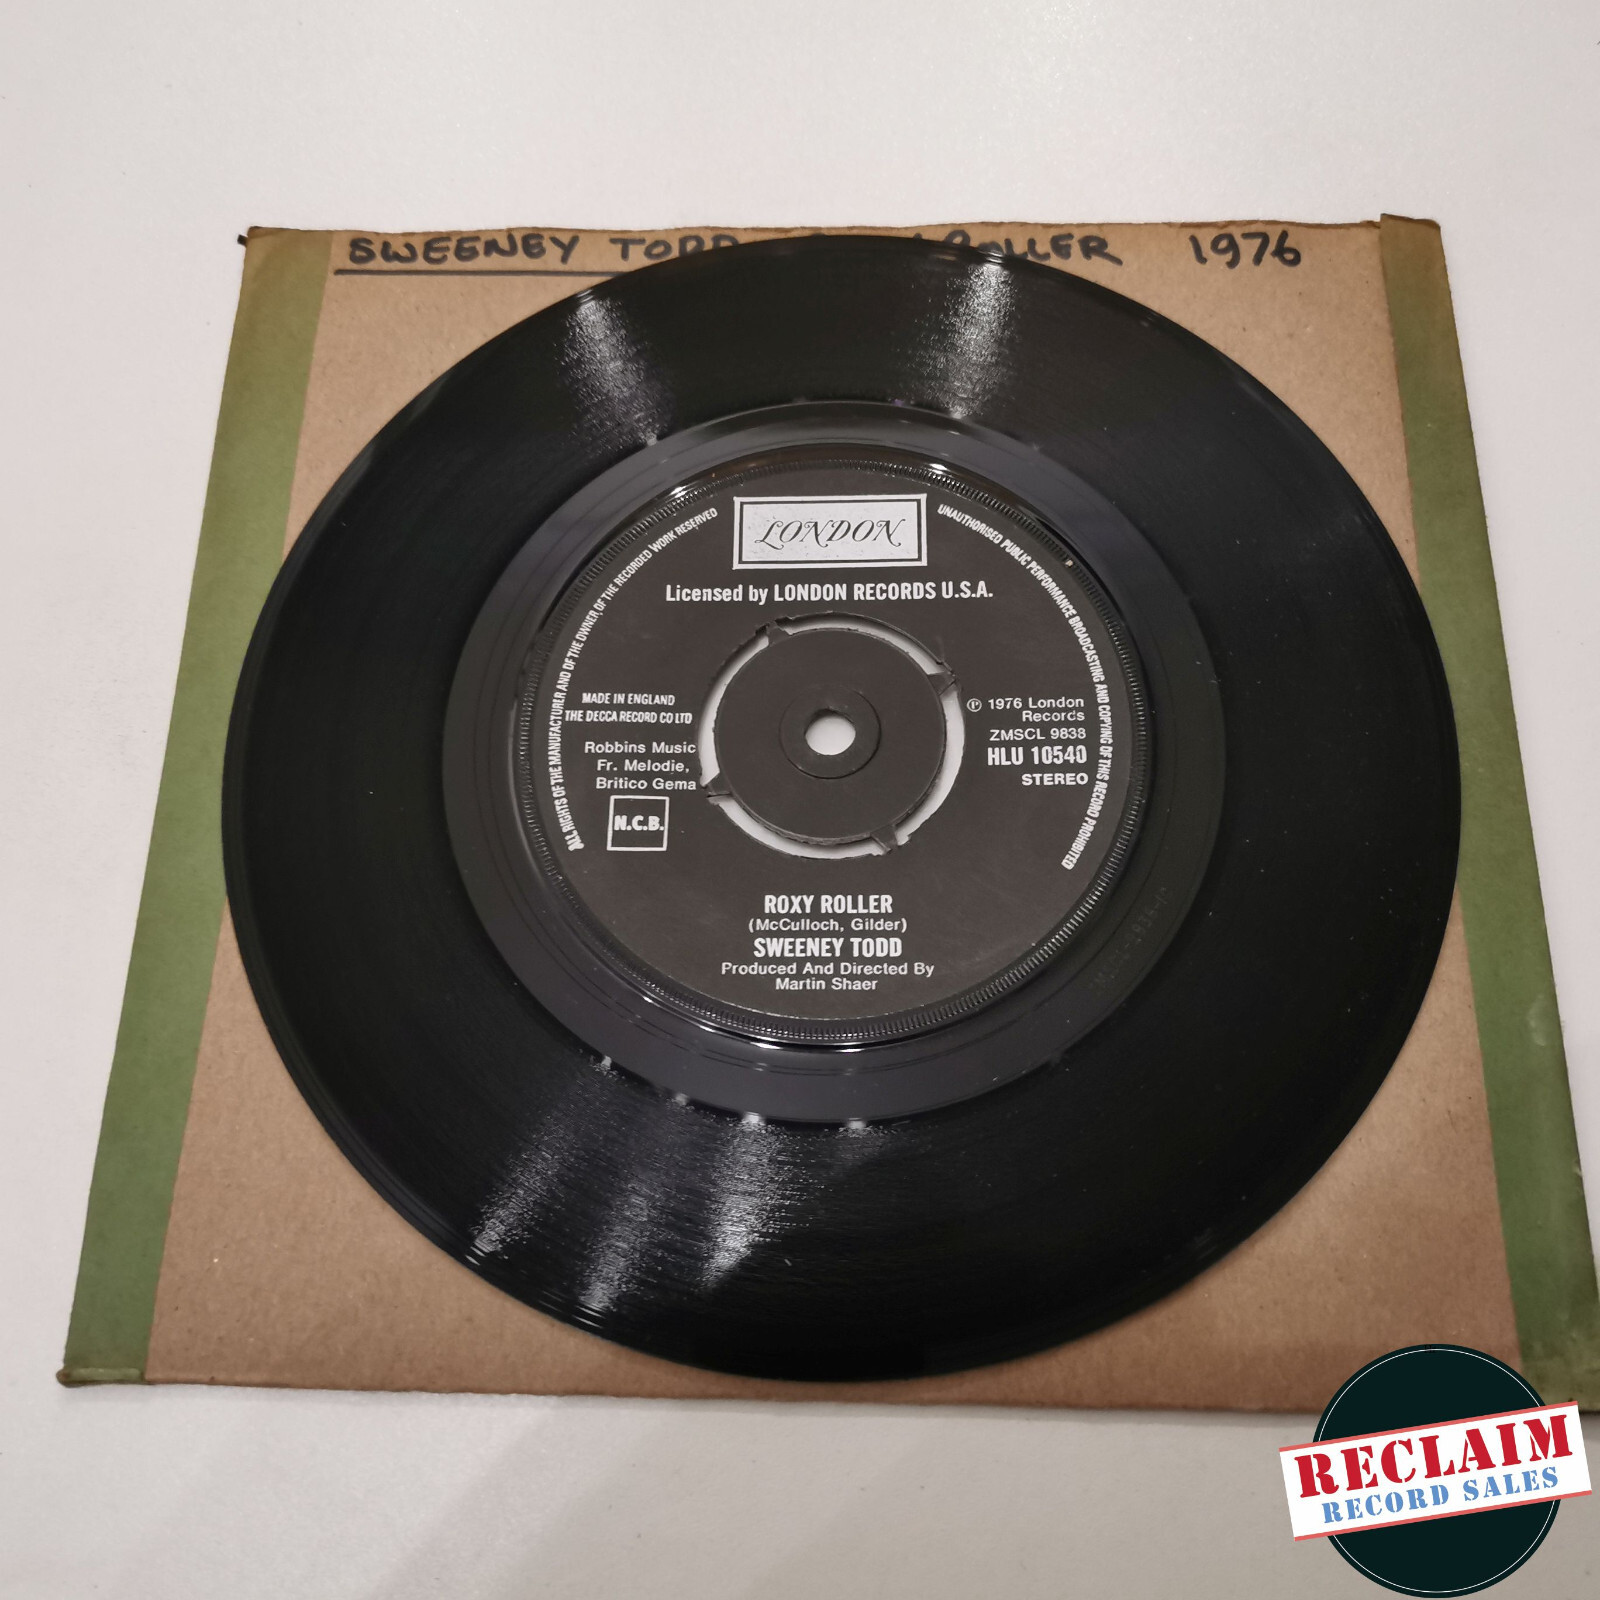 SWEENEY TODD ROLLER 1976
LONDON
Licensed by LONDON RECORDS U.S.A.
ALL RIGHTS OF THE MANUFACTURER AND OF THE OWNER OF THE RECORDED WORK RESERVED
UNAUTHORISED PUBLIC PERFORMANCE BROADCASTING AND COPYING OF THIS RECORD PROHIBITED
MADE IN ENGLAND
THE DECCA RECORD CO LTD
Robbins Music
Fr. Melodie,
Britico Gema
N.C.B.
℗ 1976 London
Records
ZMSCL 9838
HLU 10540
STEREO
ROXY ROLLER
(McCulloch, Gilder)
SWEENEY TODD
Produced And Directed By
Martin Shaer
RECLAIM
RECORD SALES